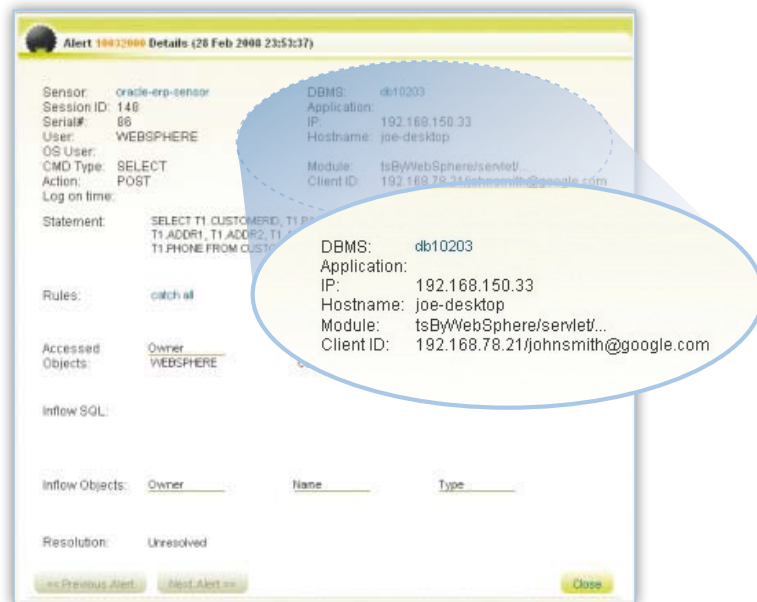 Alert 10032000 Details (28 Feb 2008 23:53:37)
Sensor: oracle-erp-sensor DBMS: db10203
Session ID: 148 Application:
Serial#: 86 IP: 192.168.150.33
User: WEBSPHERE Hostname: joe-desktop
OS User:
CMD Type: SELECT Module: tsByWebSphere/servlet/...
Action: POST Client ID: 192.168.78.21/johnsmith@google.com
Log on time:
Statement: SELECT T1.CUSTOMERID, T1.
T1.ADDR1, T1.ADDR2,
T1.PHONE FROM
DBMS: db10203
Application:
IP: 192.168.150.33
Hostname: joe-desktop
Module: tsByWebSphere/servlet/...
Client ID: 192.168.78.21/johnsmith@google.com
Rules: catch all
Accessed Owner
Objects: WEBSPHERE
Inflow SQL:
Inflow Objects: Owner Name Type
Resolution: Unresolved
<< Previous Alert Next Alert >> Close